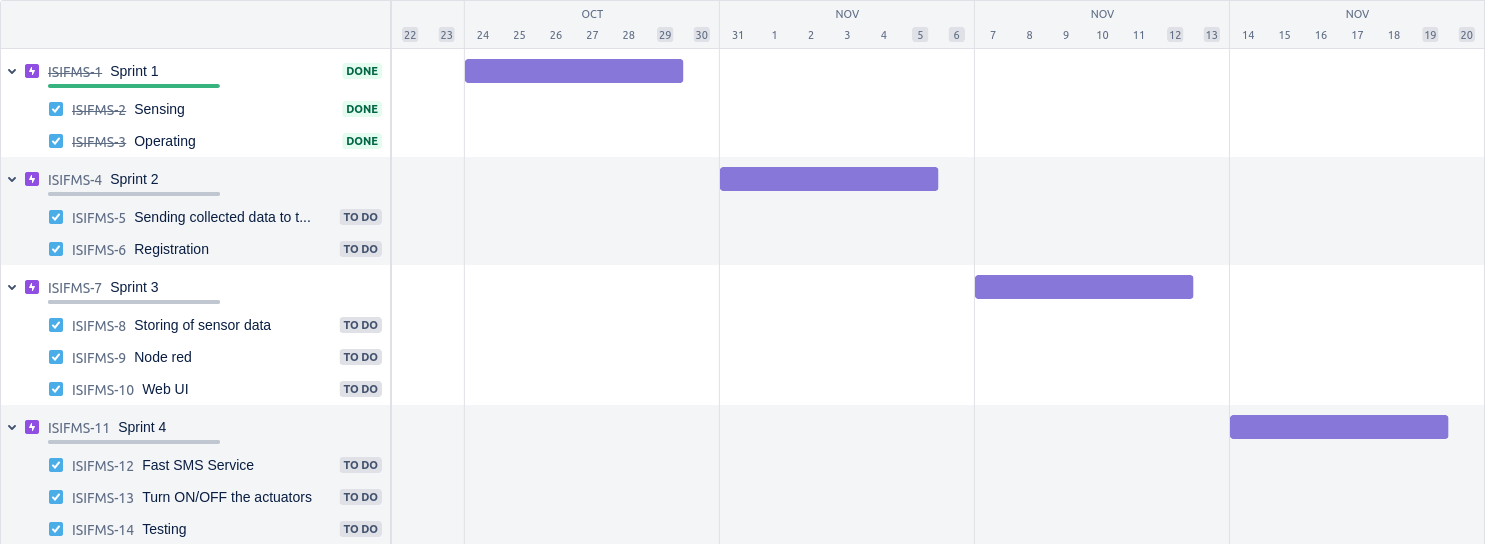 OCT NOV NOV NOV
22 23 24 25 26 27 28 29 30 31 1 2 3 4 5 6 7 8 9 10 11 12 13 14 15 16 17 18 19 20
ISIFMS-1 Sprint 1 DONE
ISIFMS-2 Sensing DONE
ISIFMS-3 Operating DONE
ISIFMS-4 Sprint 2
ISIFMS-5 Sending collected data to t... TO DO
ISIFMS-6 Registration TO DO
ISIFMS-7 Sprint 3
ISIFMS-8 Storing of sensor data TO DO
ISIFMS-9 Node red TO DO
ISIFMS-10 Web UI TO DO
ISIFMS-11 Sprint 4
ISIFMS-12 Fast SMS Service TO DO
ISIFMS-13 Turn ON/OFF the actuators TO DO
ISIFMS-14 Testing TO DO